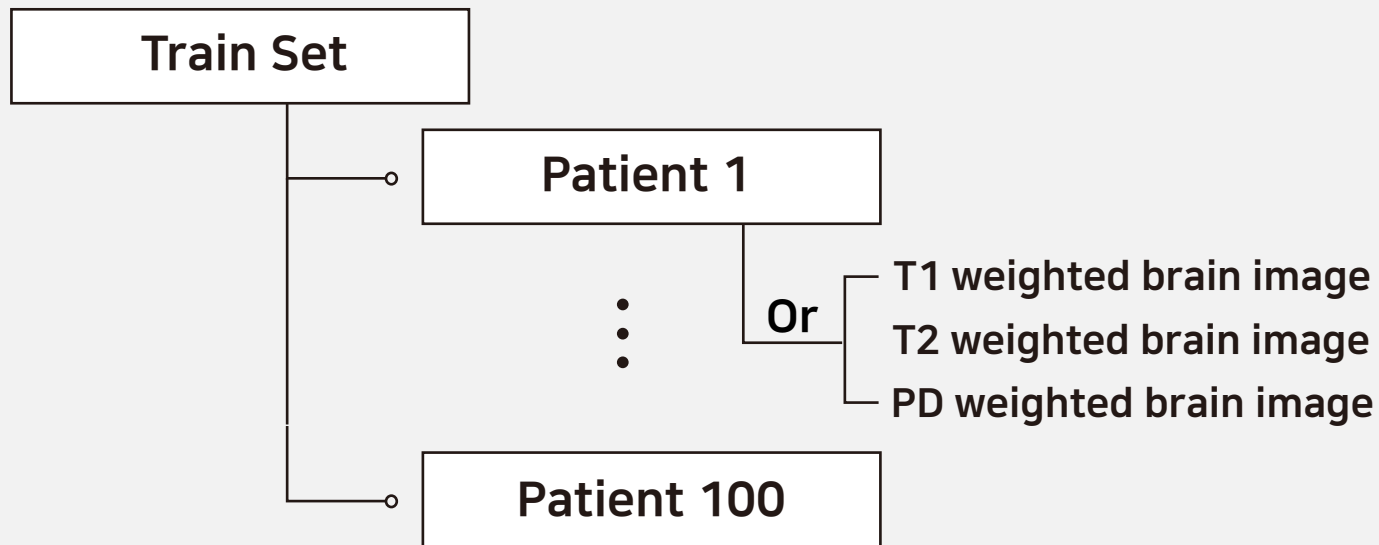 Train Set
Patient 1
Or
T1 weighted brain image
T2 weighted brain image
PD weighted brain image
Patient 100